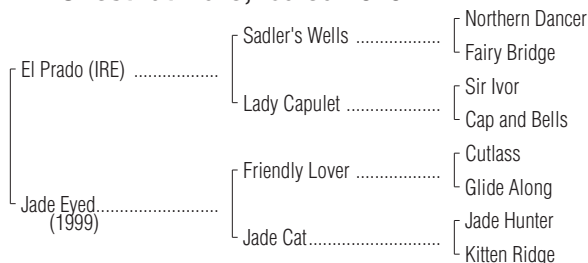 Northern Dancer
Sadler's Wells ....................
Fairy Bridge
El Prado (IRE) ..................
Sir Ivor
Lady Capulet ......................
Cap and Bells
Cutlass
Friendly Lover ....................
Glide Along
Jade Eyed..........................
(1999)
Jade Hunter
Jade Cat............................
Kitten Ridge